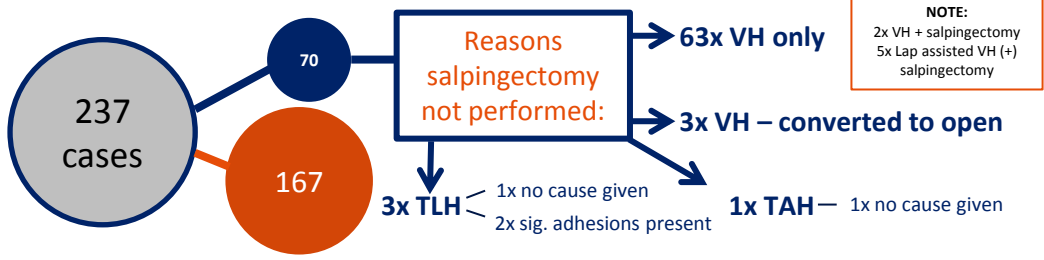 237
cases
70
167
Reasons
salpingectomy
not performed:
63x VH only
NOTE:
2x VH + salpingectomy
5x Lap assisted VH (+)
salpingectomy
3x VH – converted to open
3x TLH
1x no cause given
2x sig. adhesions present
1x TAH
1x no cause given